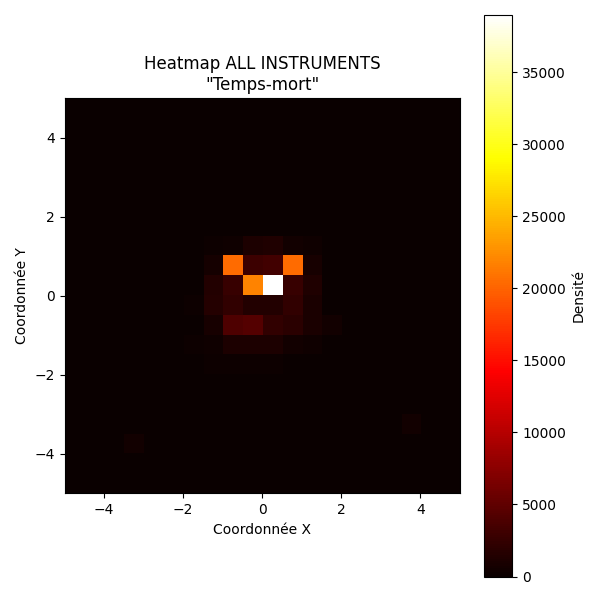 Heatmap ALL INSTRUMENTS
"Temps-mort"
4
2
0
−2
−4
Coordonnée Y
−4 −2 0 2 4
Coordonnée X
35000
30000
25000
20000
15000
10000
5000
0
Densité